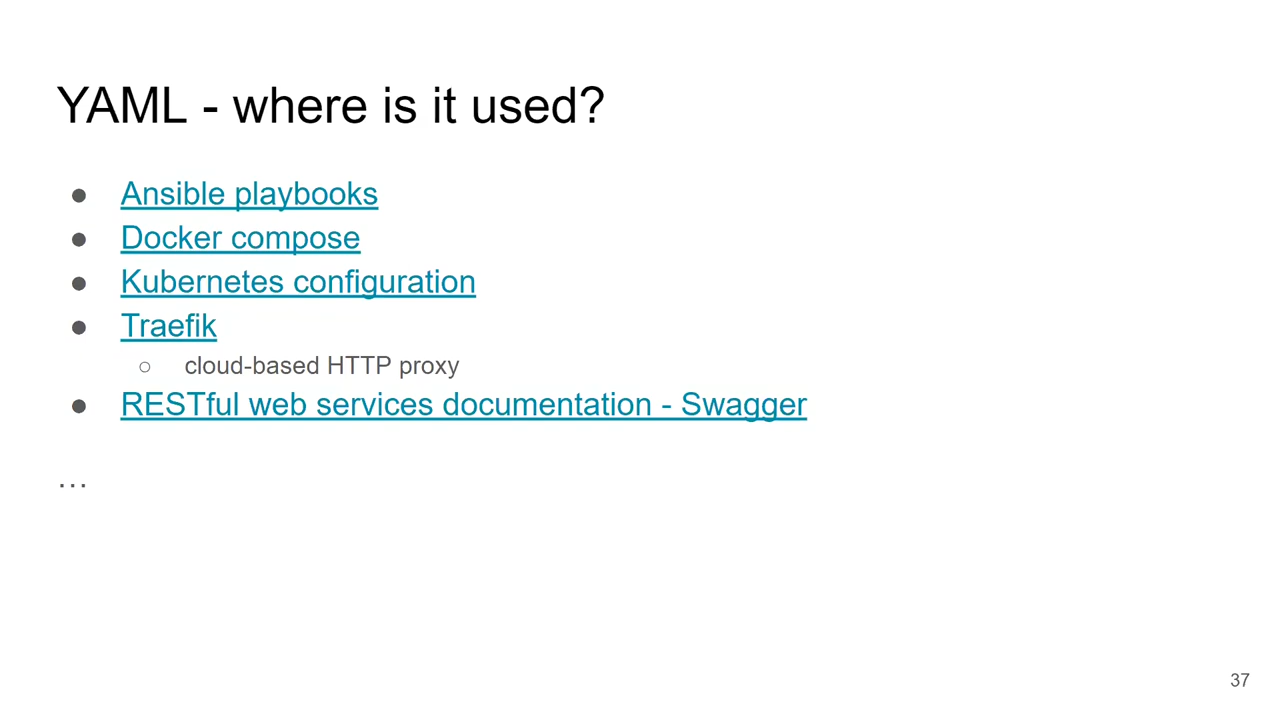 YAML - where is it used?
● Ansible playbooks
● Docker compose
● Kubernetes configuration
● Traefik
○ cloud-based HTTP proxy
● RESTful web services documentation - Swagger
…
37